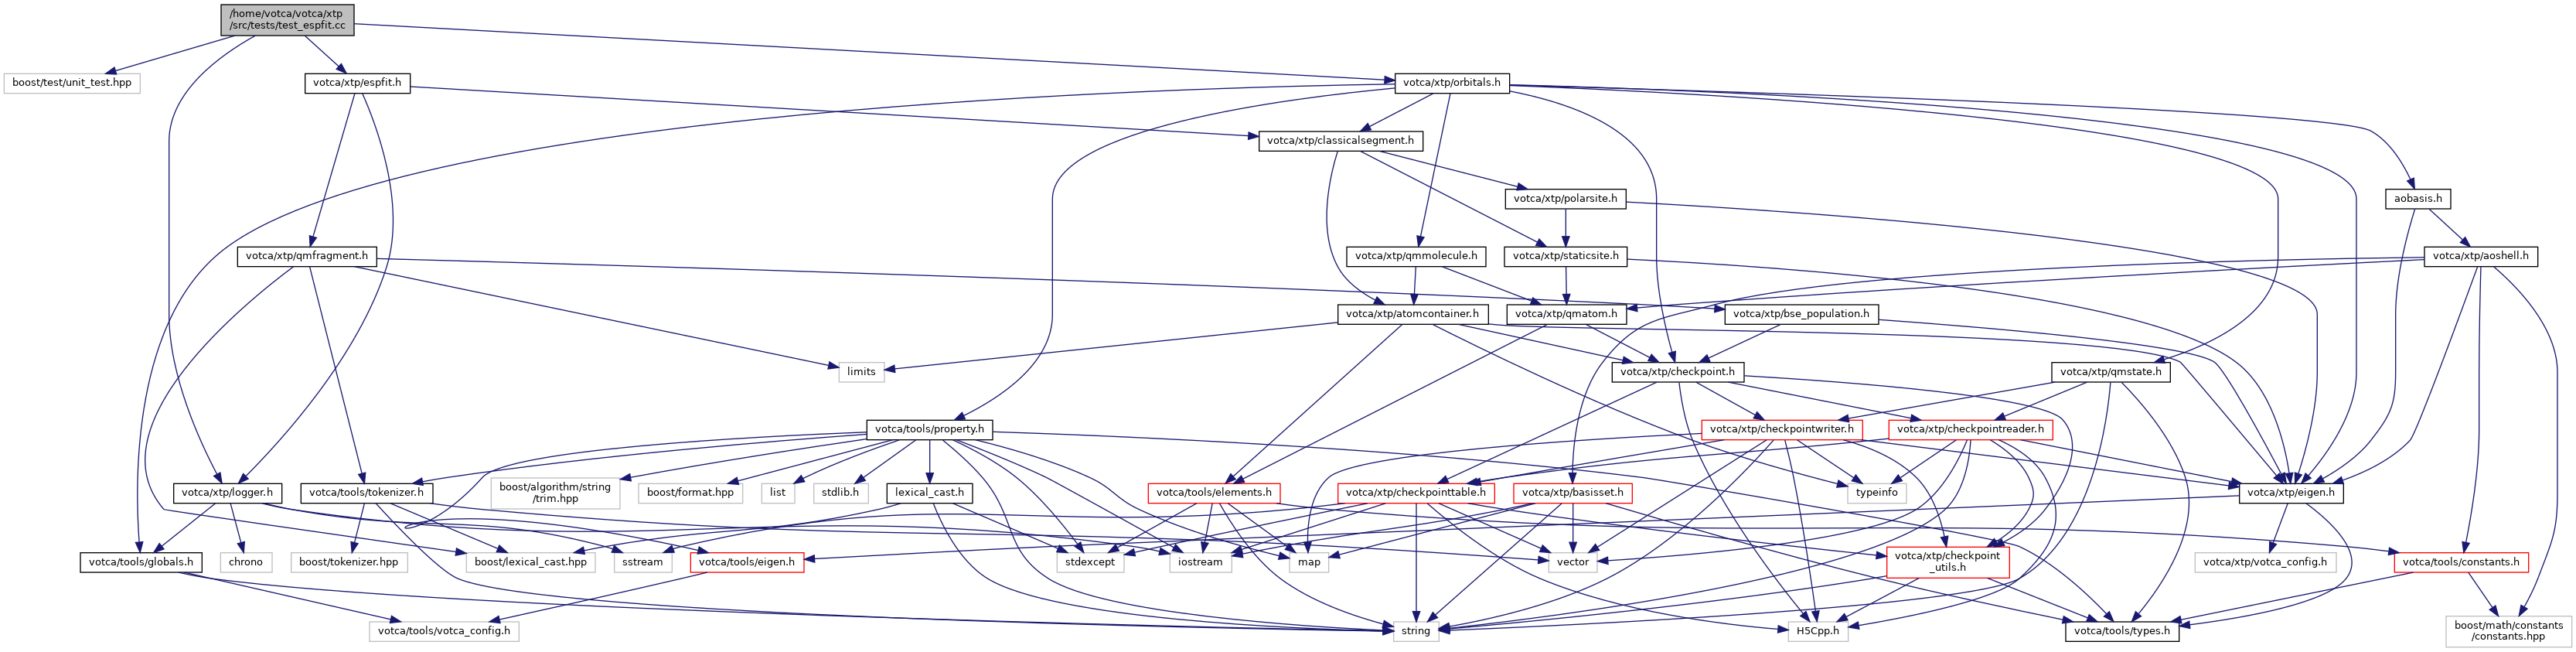 /home/votca/votca/xtp
/src/tests/test_espfit.cc
boost/test/unit_test.hpp
votca/xtp/espfit.h
votca/xtp/orbitals.h
votca/xtp/classicalsegment.h
votca/xtp/polarsite.h
aobasis.h
votca/xtp/qmfragment.h
votca/xtp/qmmolecule.h
votca/xtp/staticsite.h
votca/xtp/aoshell.h
votca/xtp/atomcontainer.h
votca/xtp/qmatom.h
votca/xtp/bse_population.h
limits
votca/xtp/checkpoint.h
votca/xtp/qmstate.h
votca/tools/property.h
votca/xtp/checkpointwriter.h
votca/xtp/checkpointreader.h
votca/xtp/logger.h
votca/tools/tokenizer.h
boost/algorithm/string
/trim.hpp
boost/format.hpp
list
stdlib.h
lexical_cast.h
votca/tools/elements.h
votca/xtp/checkpointtable.h
votca/xtp/basisset.h
typeinfo
votca/xtp/eigen.h
votca/tools/globals.h
chrono
boost/tokenizer.hpp
boost/lexical_cast.hpp
sstream
votca/tools/eigen.h
stdexcept
iostream
map
vector
votca/xtp/checkpoint
_utils.h
votca/xtp/votca_config.h
votca/tools/constants.h
votca/tools/votca_config.h
string
H5Cpp.h
votca/tools/types.h
boost/math/constants
/constants.hpp